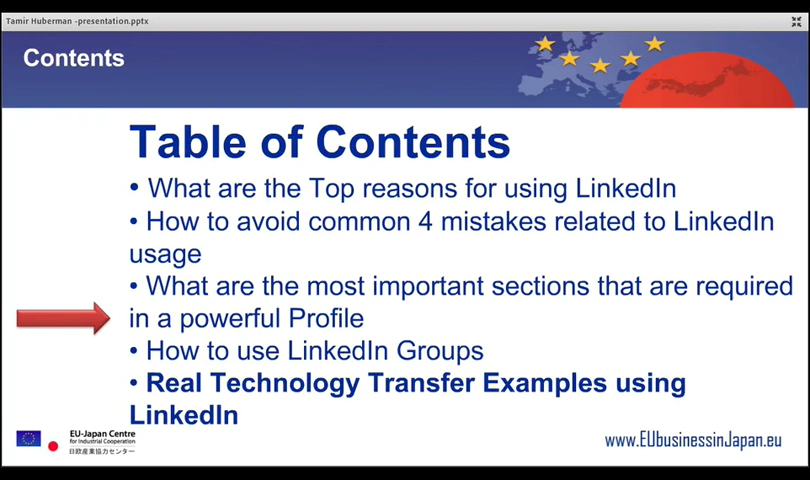 Tamir Huberman -presentation.pptx
Contents
Table of Contents
• What are the Top reasons for using LinkedIn
• How to avoid common 4 mistakes related to LinkedIn
usage
• What are the most important sections that are required
in a powerful Profile
• How to use LinkedIn Groups
• Real Technology Transfer Examples using
LinkedIn
EU-Japan Centre
for Industrial Cooperation
日欧産業協力センター
www.EUbusinessinJapan.eu